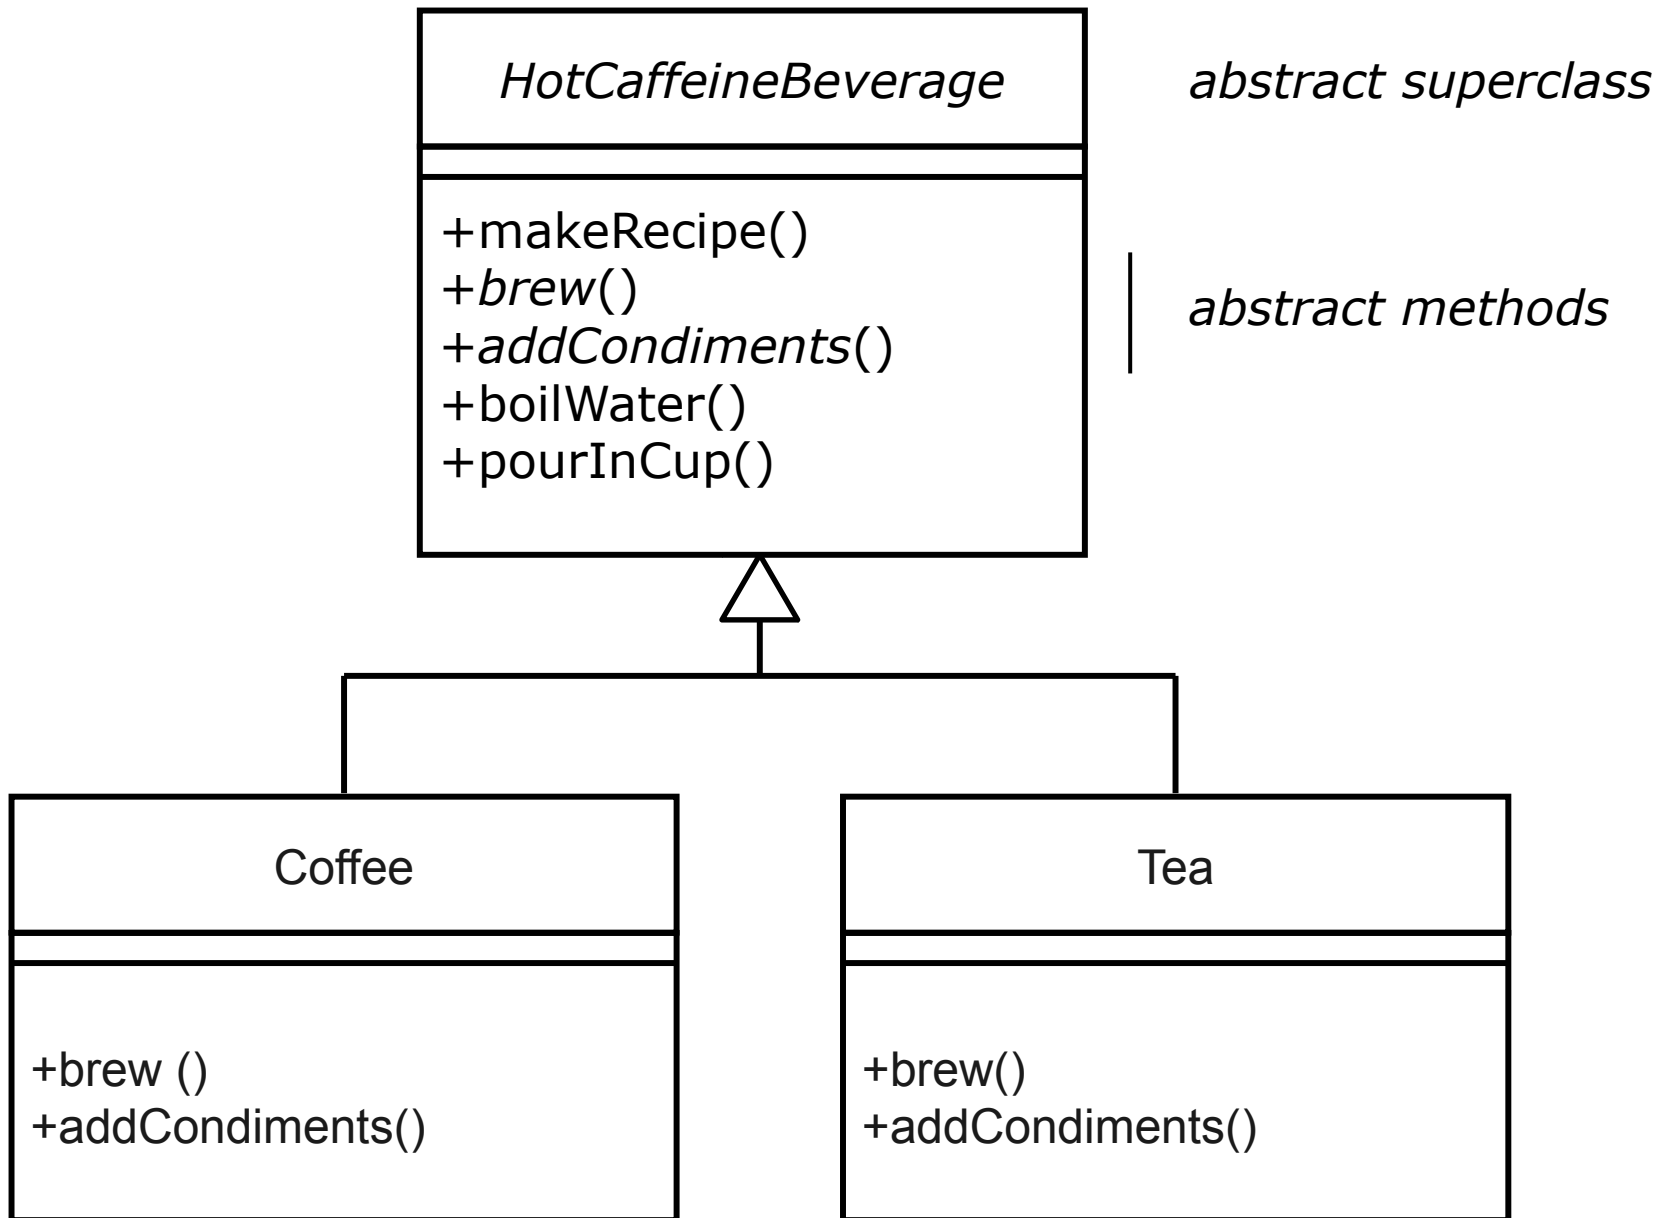 HotCaffeineBeverage
abstract superclass
+makeRecipe()
+brew()
+addCondiments()
+boilWater()
+pourInCup()
abstract methods
Coffee
+brew ()
+addCondiments()
Tea
+brew()
+addCondiments()